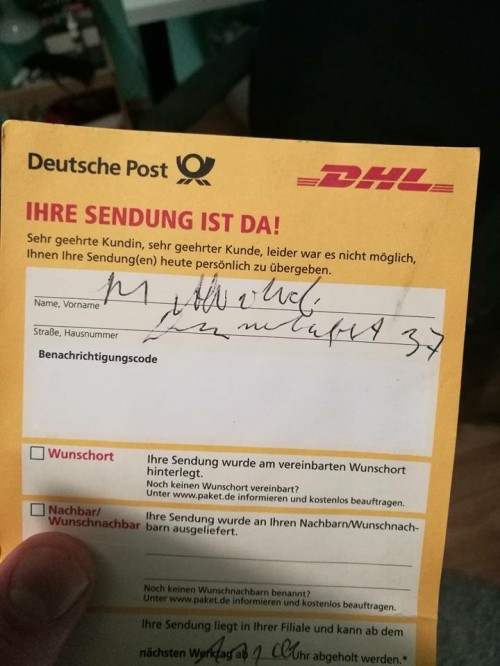 Deutsche Post
DHL
IHRE SENDUNG IST DA!
Sehr geehrte Kundin, sehr geehrter Kunde, leider war es nicht möglich,
Ihnen Ihre Sendung(en) heute persönlich zu übergeben.
Name, Vorname
37
Straße, Hausnummer
Benachrichtigungscode
Wunschort
Ihre Sendung wurde am vereinbarten Wunschort
hinterlegt.
Noch keinen Wunschort vereinbart?
Unter www.paket.de informieren und kostenlos beauftragen.
Nachbar/
Wunschnachbar
Ihre Sendung wurde an Ihren Nachbarn/Wunschnach-
barn ausgeliefert.
Noch keinen Wunschnachbarn benannt?
Unter www.paket.de informieren und kostenlos beauftragen.
Ihre Sendung liegt in Ihrer Filiale und kann ab dem
nächsten Werktag ab Uhr abgeholt werden.*